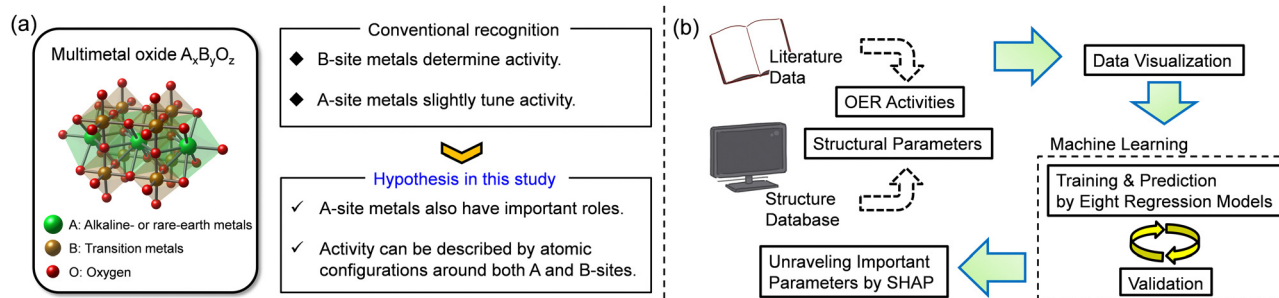 (a)
Multimetal oxide AₓBᵧO_z
A: Alkaline- or rare-earth metals
B: Transition metals
O: Oxygen
Conventional recognition
◆ B-site metals determine activity.
◆ A-site metals slightly tune activity.
Hypothesis in this study
✓ A-site metals also have important roles.
✓ Activity can be described by atomic
configurations around both A and B-sites.
(b)
Literature
Data
OER Activities
Structural Parameters
Structure
Database
Data Visualization
Machine Learning
Training & Prediction
by Eight Regression Models
Validation
Unraveling Important
Parameters by SHAP